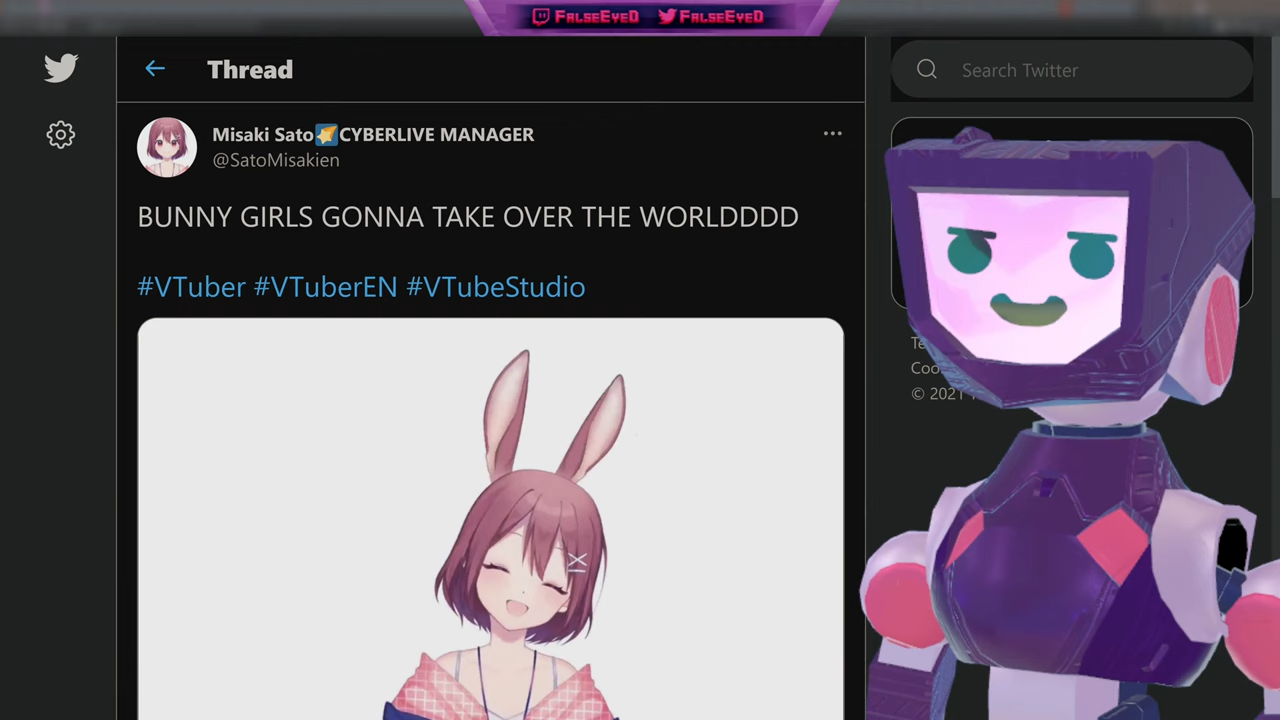 FALSEEYED FALSEEYED
Thread
Search Twitter
Misaki Sato CYBERLIVE MANAGER
@SatoMisakien
BUNNY GIRLS GONNA TAKE OVER THE WORLDDDD
#VTuber #VTuberEN #VTubeStudio
© 2021